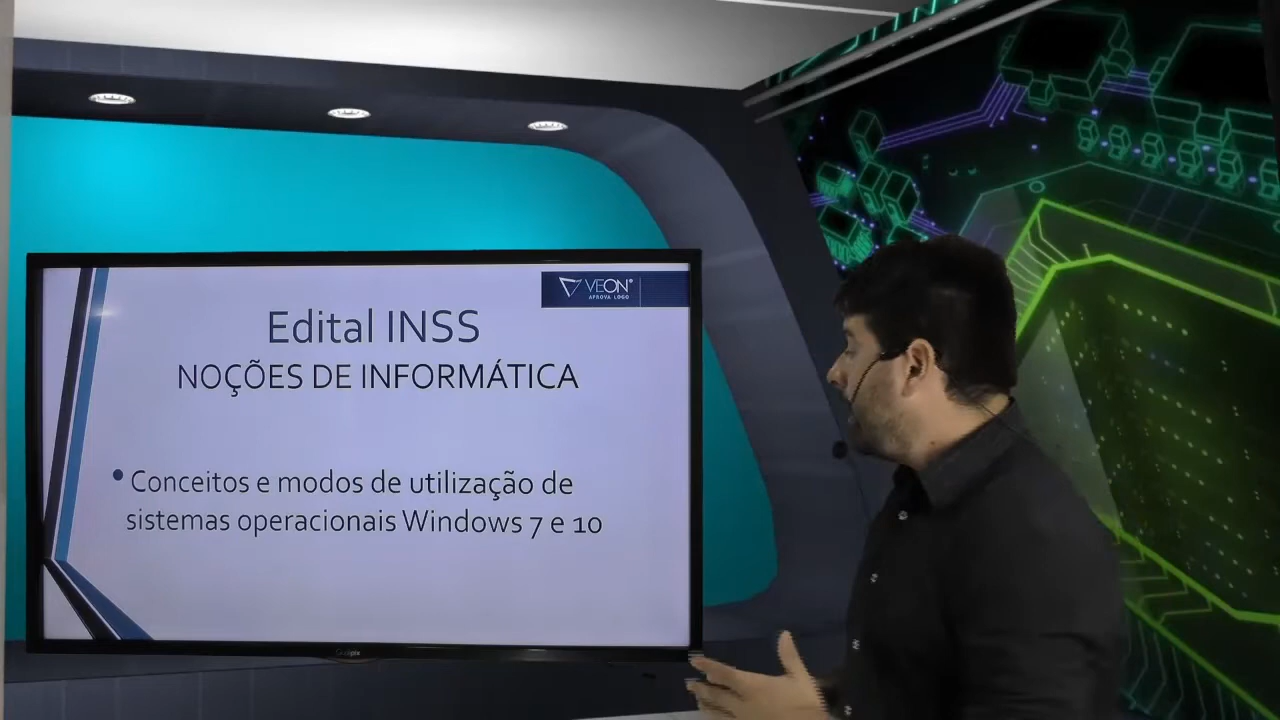 VEON®
APROVA LOGO
Edital INSS
NOÇÕES DE INFORMÁTICA
• Conceitos e modos de utilização de
sistemas operacionais Windows 7 e 10